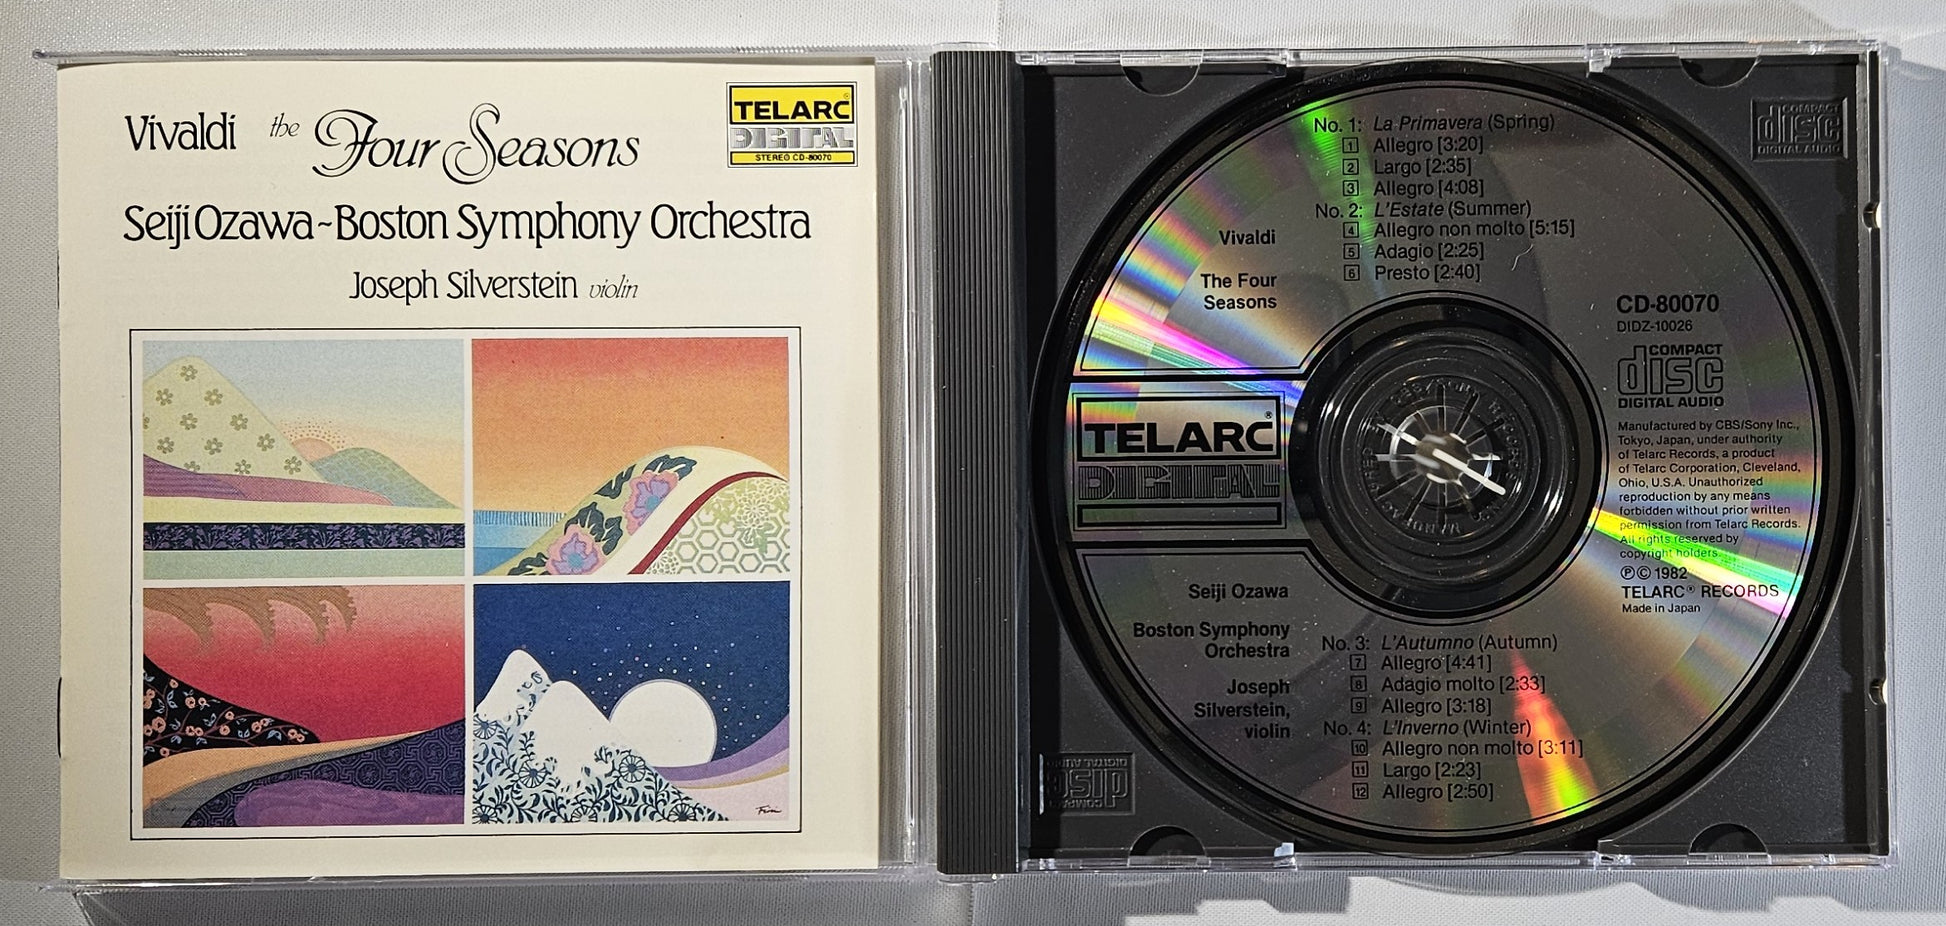 Vivaldi the Four Seasons
TELARC®
DIGITAL
STEREO CD-80070
Seiji Ozawa~Boston Symphony Orchestra
Joseph Silverstein violin
No. 1: La Primavera (Spring)
1 Allegro [3:20]
2 Largo [2:35]
3 Allegro [4:08]
No. 2: L'Estate (Summer)
4 Allegro non molto [5:15]
5 Adagio [2:25]
6 Presto [2:40]
Vivaldi
The Four
Seasons
TELARC®
DIGITAL
CD-80070
DIDZ-10026
COMPACT
disc
DIGITAL AUDIO
Manufactured by CBS/Sony Inc.,
Tokyo, Japan, under authority
of Telarc Records, a product
of Telarc Corporation, Cleveland,
Ohio, U.S.A. Unauthorized
reproduction by any means
forbidden without prior written
permission from Telarc Records.
All rights reserved by
copyright holders.
℗© 1982
TELARC® RECORDS
Made in Japan
Seiji Ozawa
Boston Symphony
Orchestra
Joseph
Silverstein,
violin
No. 3: L'Autumno (Autumn)
7 Allegro [4:41]
8 Adagio molto [2:33]
9 Allegro [3:18]
No. 4: L'Inverno (Winter)
10 Allegro non molto [3:11]
11 Largo [2:23]
12 Allegro [2:50]
COMPACT
disc
DIGITAL AUDIO
COMPACT
disc
DIGITAL AUDIO